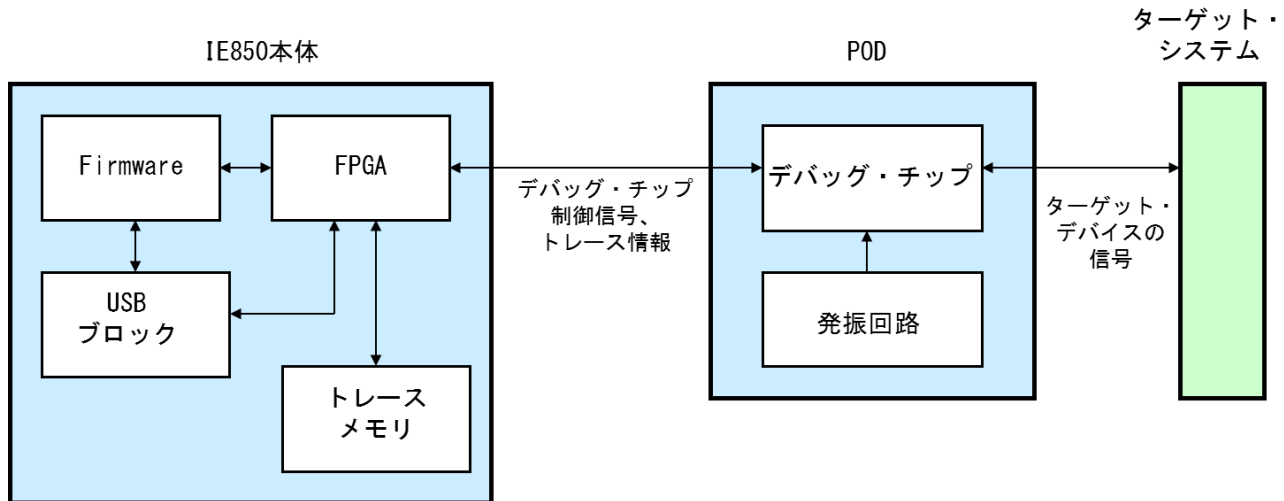 IE850本体
Firmware
FPGA
USB
ブロック
トレース
メモリ
デバッグ・チップ
制御信号、
トレース情報
POD
デバッグ・チップ
発振回路
ターゲット・
デバイスの
信号
ターゲット・
システム